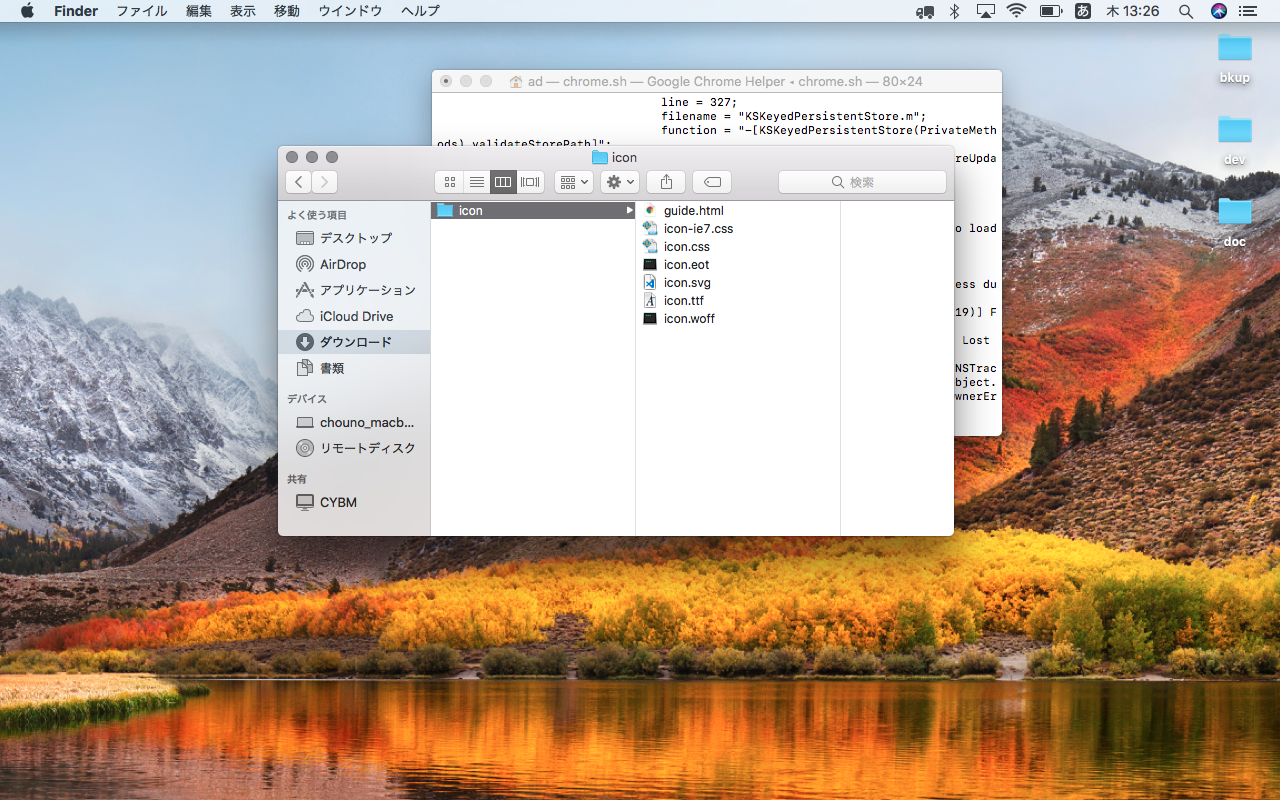 Finder ファイル 編集 表示 移動 ウインドウ ヘルプ あ 木 13:26
bkup
dev
doc
ad — chrome.sh — Google Chrome Helper ◂ chrome.sh — 80×24
line = 327;
filename = "KSKeyedPersistentStore.m";
function = "-[KSKeyedPersistentStore(PrivateMeth
ods) validateStorePath]";
reUpda
o load
ess du
19)] F
Lost
NSTrac
bject.
wnerEr
icon
検索
よく使う項目
デスクトップ
AirDrop
アプリケーション
iCloud Drive
ダウンロード
書類
デバイス
chouno_macb...
リモートディスク
共有
CYBM
icon
guide.html
icon-ie7.css
icon.css
icon.eot
icon.svg
icon.ttf
icon.woff